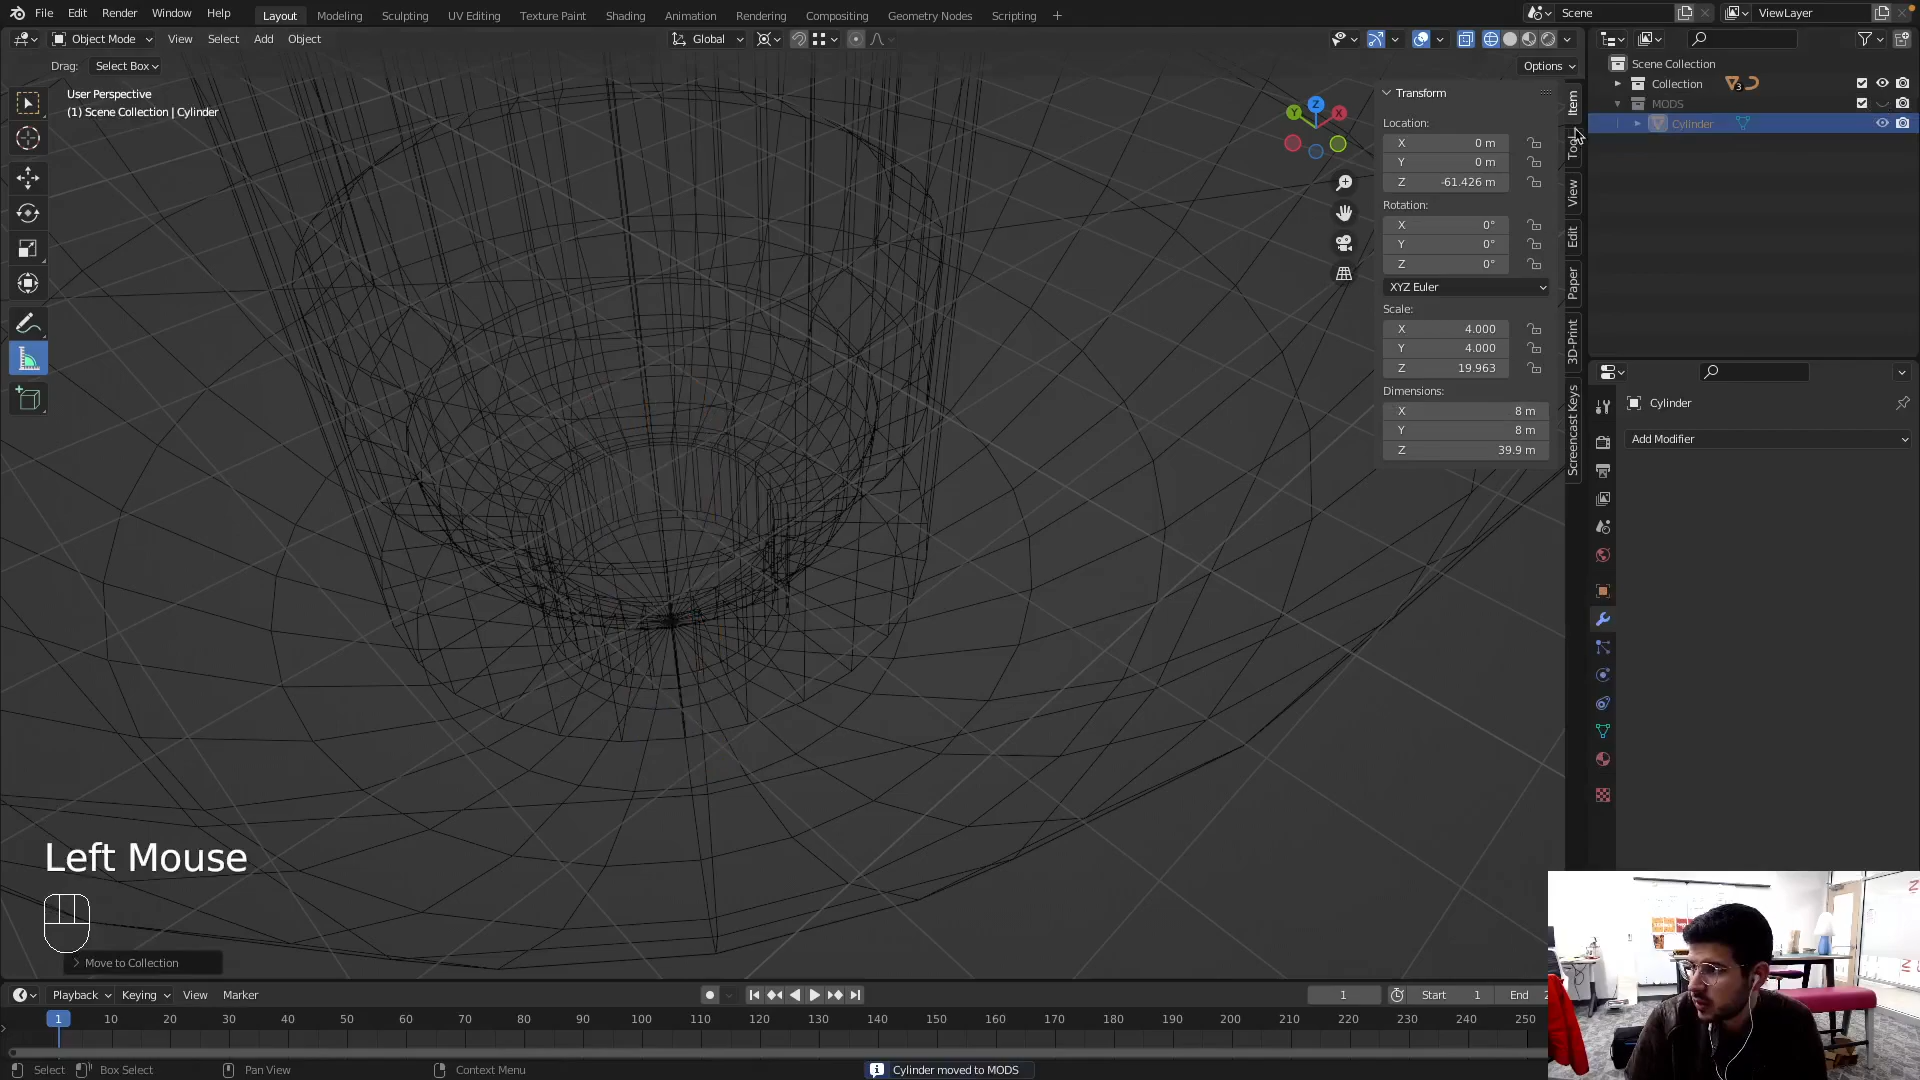 File Edit Render Window Help Layout Modeling Sculpting UV Editing Texture Paint Shading Animation Rendering Compositing Geometry Nodes Scripting Scene ViewLayer
Object Mode View Select Add Object Global
Drag: Select Box Options
User Perspective
(1) Scene Collection | Cylinder
Z
Y
X
Transform
Location:
X 0 m
Y 0 m
Z -61.426 m
Rotation:
X 0°
Y 0°
Z 0°
XYZ Euler
Scale:
X 4.000
Y 4.000
Z 19.963
Dimensions:
X 8 m
Y 8 m
Z 39.9 m
Item
Tool
View
Edit
Paper
3D-Print
Screencast Keys
Scene Collection
Collection 3
MODS
Cylinder
Cylinder
Add Modifier
Left Mouse
Move to Collection
Playback Keying View Marker 1 Start 1 End 2
1 10 20 30 40 50 60 70 80 90 100 110 120 130 140 150 160 170 180 190 200 210 220 230 240 250
Select Box Select Pan View Context Menu Cylinder moved to MODS